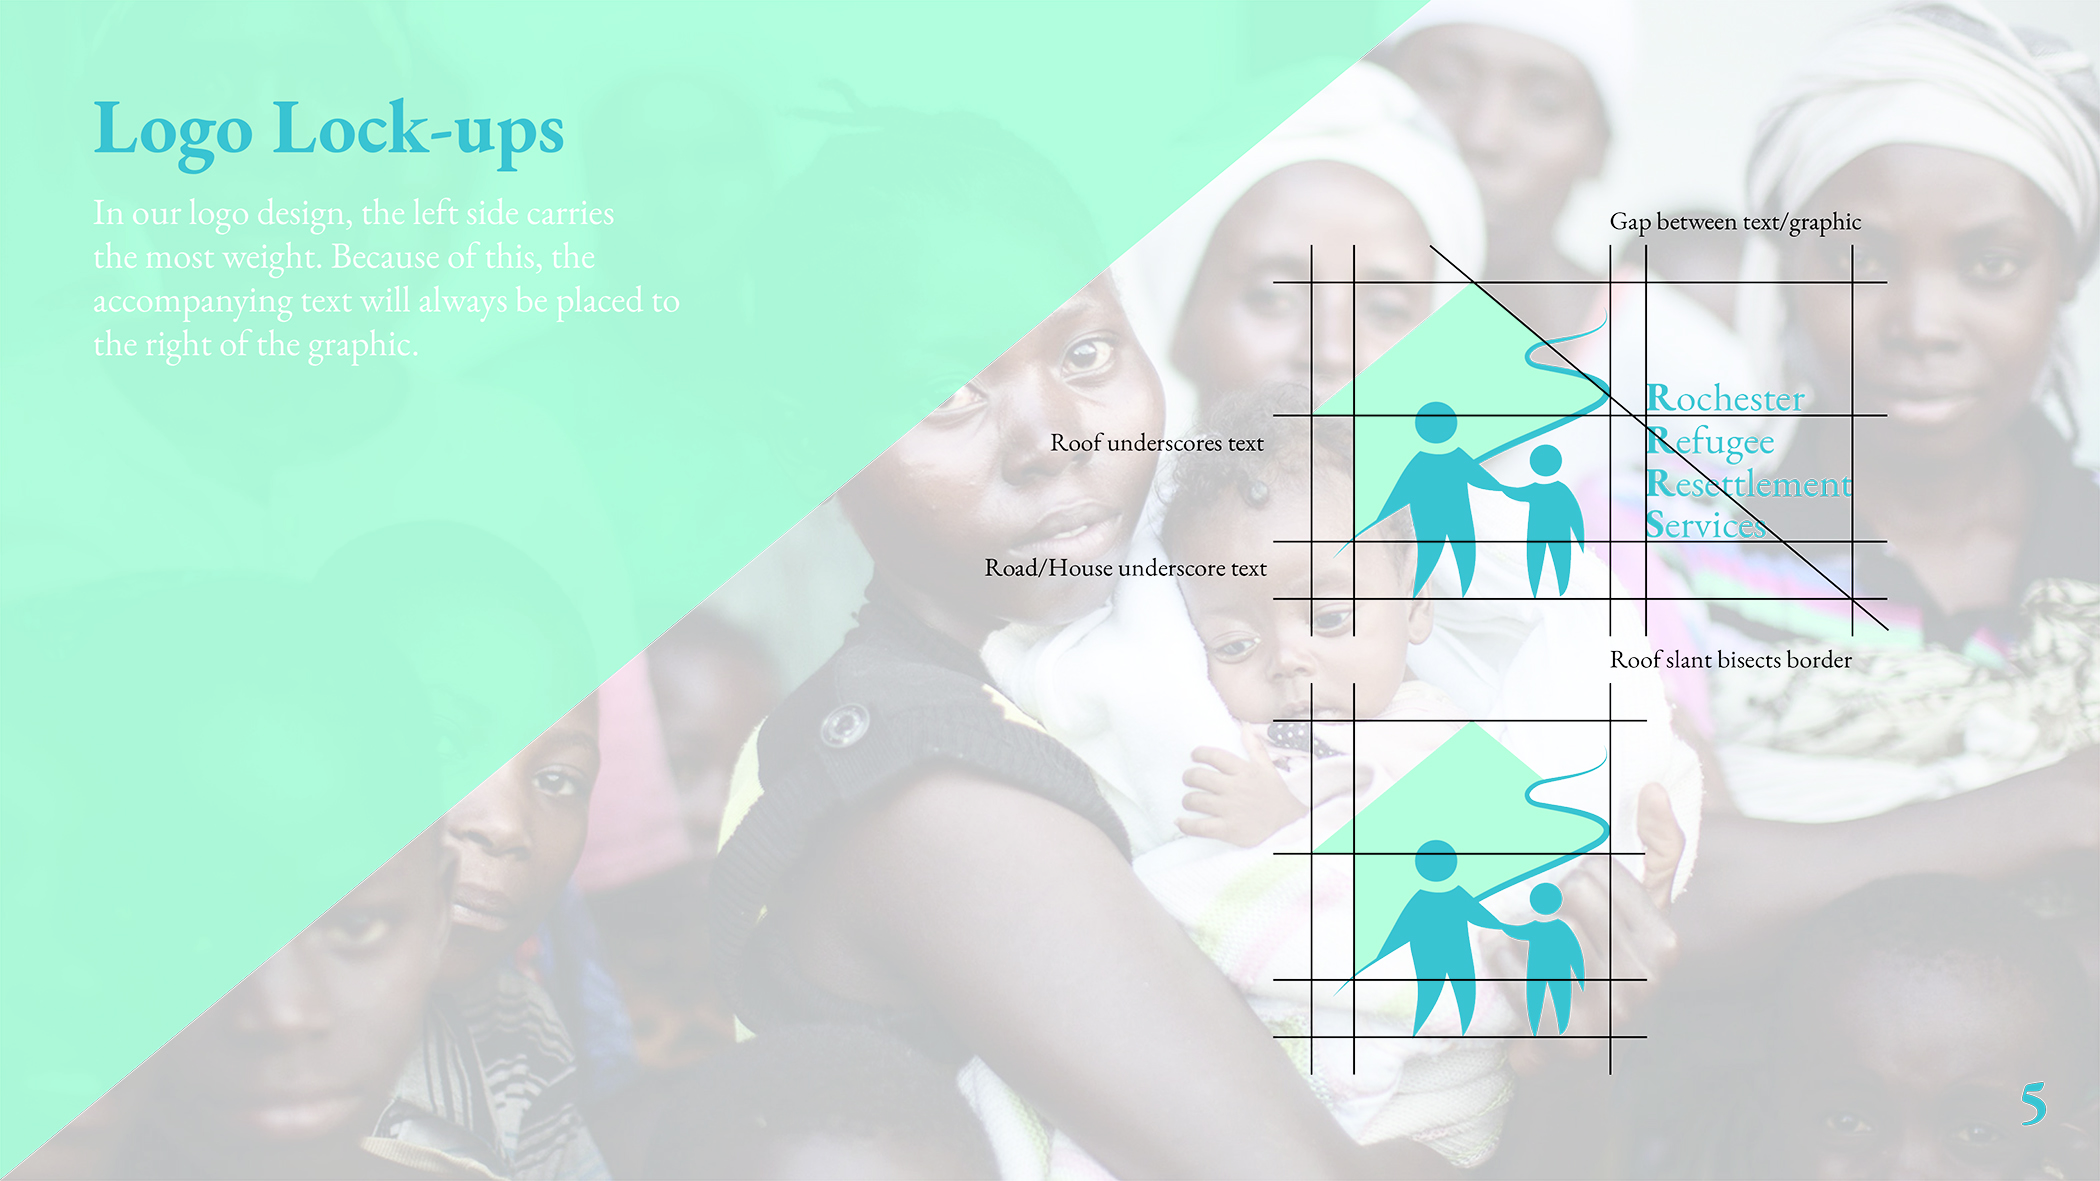 Logo Lock-ups
In our logo design, the left side carries
the most weight. Because of this, the
accompanying text will always be placed to
the right of the graphic.
Gap between text/graphic
Roof underscores text
Rochester
Refugee
Resettlement
Services
Road/House underscore text
Roof slant bisects border
5